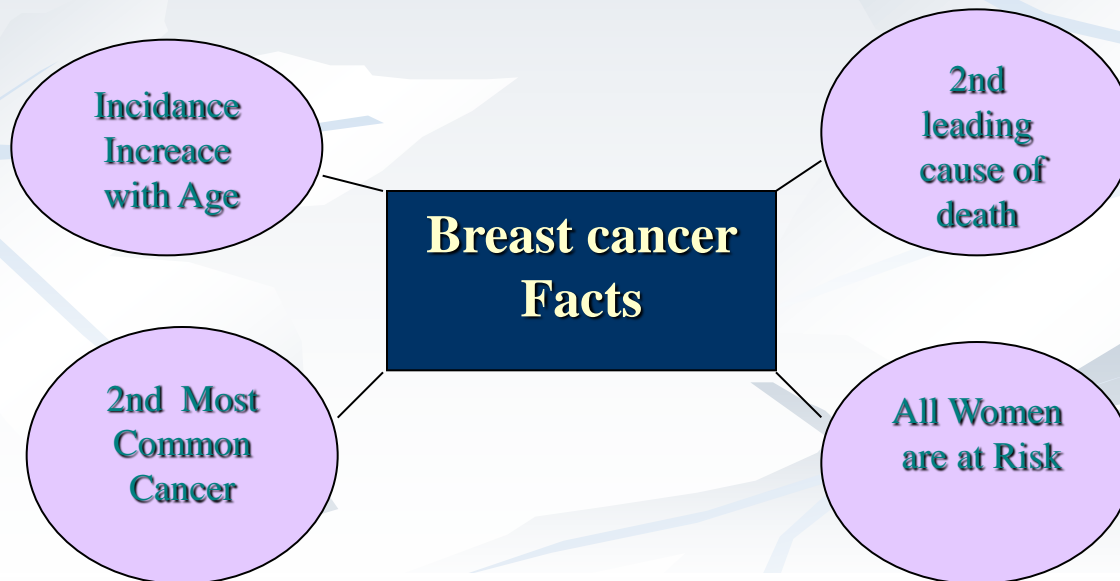 Incidance
Increace
with Age
2nd
leading
cause of
death
Breast cancer
Facts
2nd Most
Common
Cancer
All Women
are at Risk